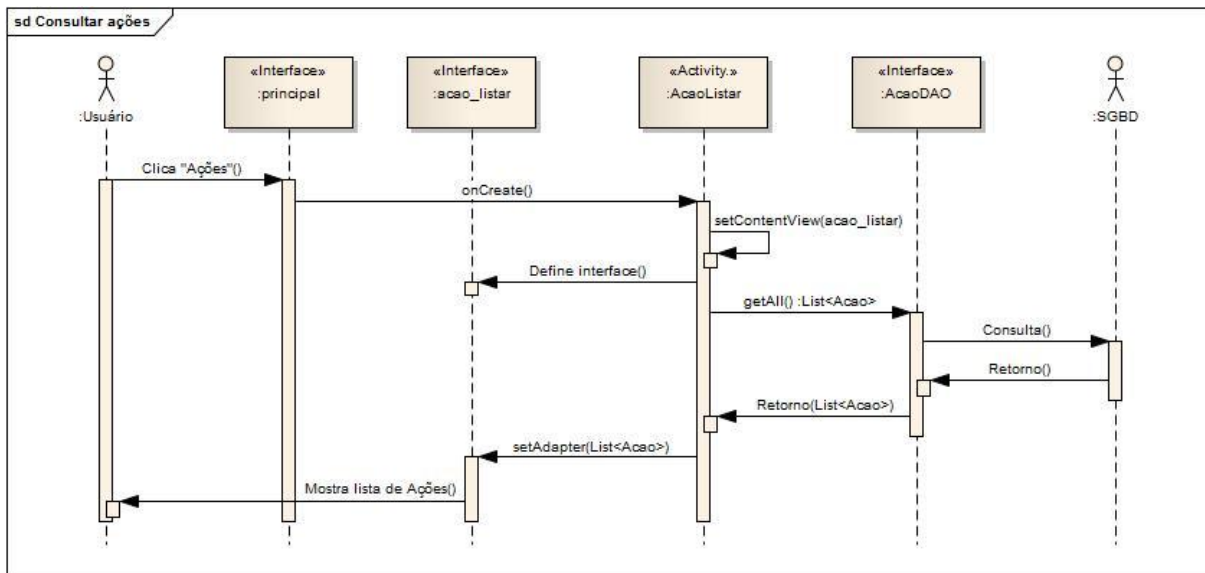 sd Consultar ações
:Usuário
«Interface»
:principal
«Interface»
:acao_listar
«Activity.»
:AcaoListar
«Interface»
:AcaoDAO
:SGBD
Clica "Ações"()
onCreate()
setContentView(acao_listar)
Define interface()
getAll() :List<Acao>
Consulta()
Retorno()
Retorno(List<Acao>)
setAdapter(List<Acao>)
Mostra lista de Ações()